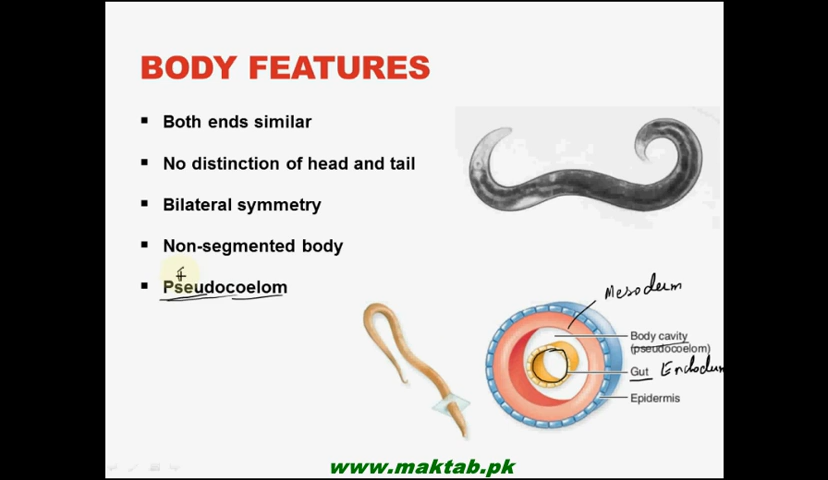 BODY FEATURES
▪ Both ends similar
▪ No distinction of head and tail
▪ Bilateral symmetry
▪ Non-segmented body
▪ Pseudocoelom
Mesoderm
Body cavity
(pseudocoelom)
Gut Endoderm
Epidermis
www.maktab.pk